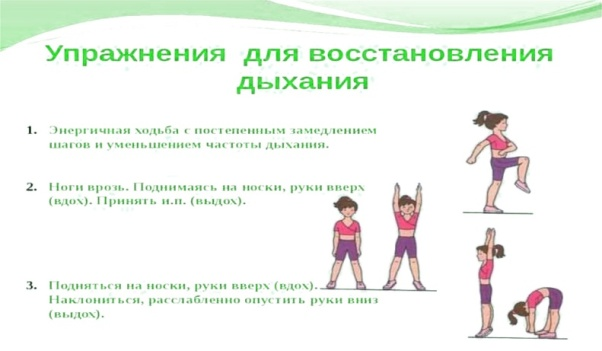 Упражнения для восстановления
дыхания
1. Энергичная ходьба с постепенным замедлением
шагов и уменьшением частоты дыхания.
2. Ноги врозь. Поднимаясь на носки, руки вверх
(вдох). Принять и.п. (выдох).
3. Подняться на носки, руки вверх (вдох).
Наклониться, расслабленно опустить руки вниз
(выдох).